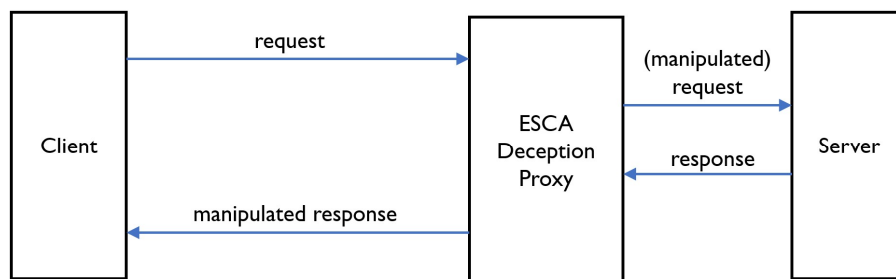 request
(manipulated)
request
Client
ESCA
Deception
Proxy
Server
response
manipulated response